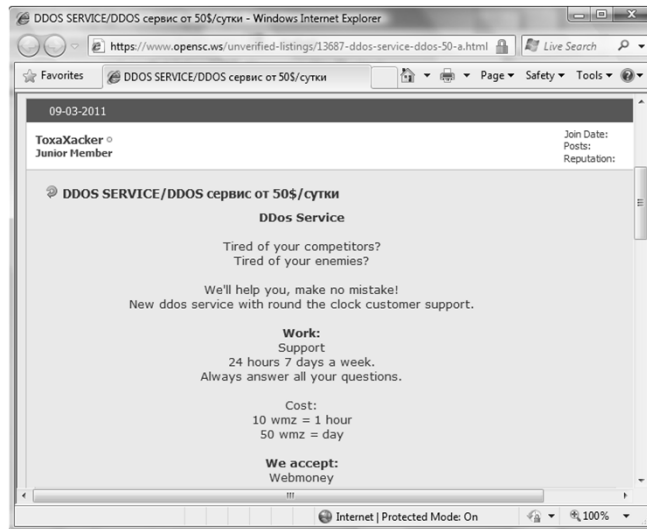 DDOS SERVICE/DDOS сервис от 50$/сутки - Windows Internet Explorer
https://www.opensc.ws/unverified-listings/13687-ddos-service-ddos-50-a.html
Live Search
Favorites
DDOS SERVICE/DDOS сервис от 50$/сутки
Page
Safety
Tools
09-03-2011
ToxaXacker
Junior Member
Join Date:
Posts:
Reputation:
DDOS SERVICE/DDOS сервис от 50$/сутки
DDos Service
Tired of your competitors?
Tired of your enemies?
We'll help you, make no mistake!
New ddos service with round the clock customer support.
Work:
Support
24 hours 7 days a week.
Always answer all your questions.
Cost:
10 wmz = 1 hour
50 wmz = day
We accept:
Webmoney
Internet | Protected Mode: On
100%